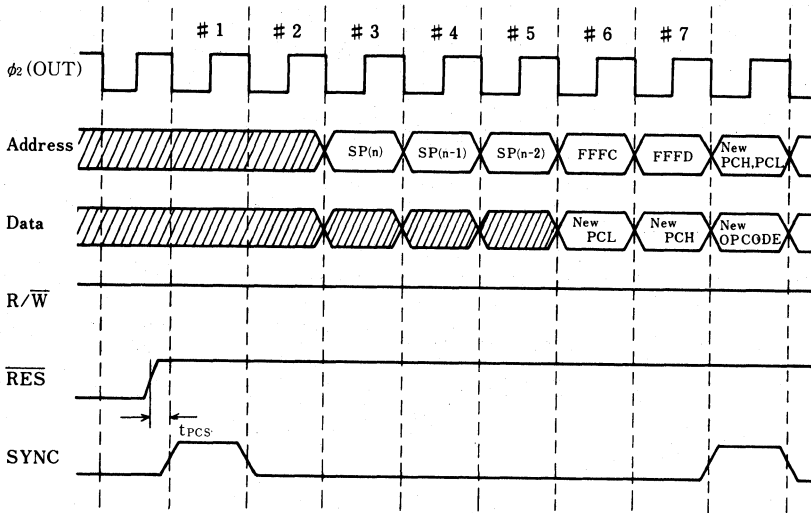 # 1 # 2 # 3 # 4 # 5 # 6 # 7
φ₂ (OUT)
Address SP(n) SP(n-1) SP(n-2) FFFC FFFD New PCH,PCL
Data New PCL New PCH New OPCODE
R/W̅
R̅E̅S̅
tPCS
SYNC